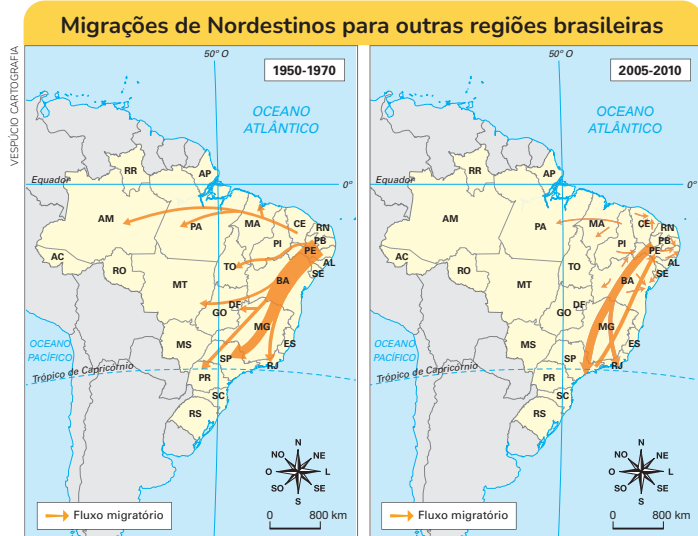 Migrações de Nordestinos para outras regiões brasileiras
VESPÚCIO CARTOGRAFIA
50° O
1950-1970
OCEANO
ATLÂNTICO
Equador
0°
RR
AP
AM
PA
MA
CE
RN
PB
PE
AL
SE
PI
AC
RO
TO
BA
MT
DF
GO
MG
MS
ES
SP
RJ
PR
SC
RS
OCEANO
PACÍFICO
Trópico de Capricórnio
N
NO
NE
O
L
SO
SE
S
Fluxo migratório
0
800 km
50° O
2005-2010
OCEANO
ATLÂNTICO
Equador
0°
RR
AP
AM
PA
MA
CE
RN
PB
PE
AL
SE
PI
AC
RO
TO
BA
MT
DF
GO
MG
MS
ES
SP
RJ
PR
SC
RS
OCEANO
PACÍFICO
Trópico de Capricórnio
N
NO
NE
O
L
SO
SE
S
Fluxo migratório
0
800 km